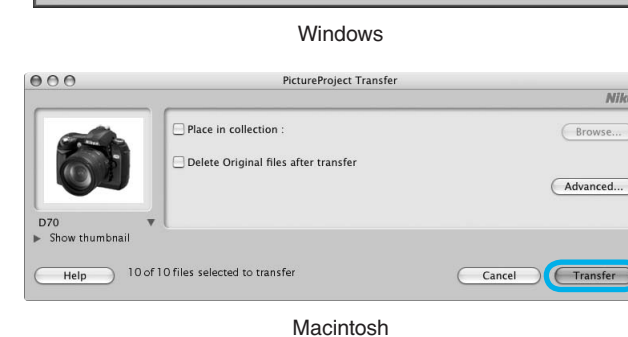 Windows
PictureProject Transfer
Place in collection :
Browse...
Delete Original files after transfer
Advanced...
D70
Show thumbnail
Help
10 of 10 files selected to transfer
Cancel
Transfer
Macintosh